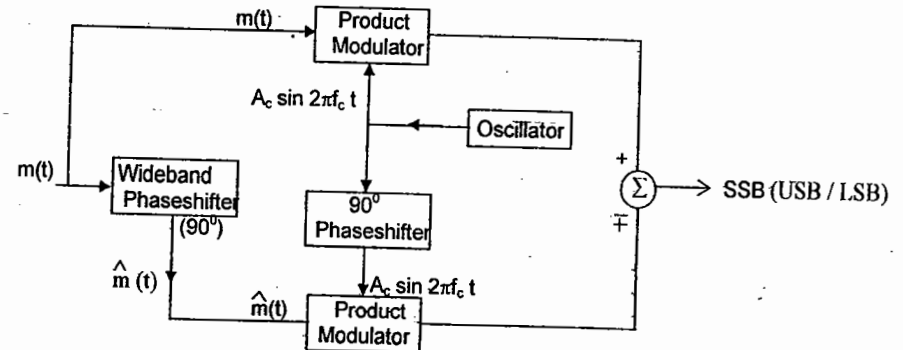 m(t)
Product
Modulator
A_c sin 2πf_c t
Oscillator
m(t)
Wideband
Phaseshifter
(90⁰)
90⁰
Phaseshifter
+
Σ
∓
SSB (USB / LSB)
m̂ (t)
m̂(t)
A_c sin 2πf_c t
Product
Modulator